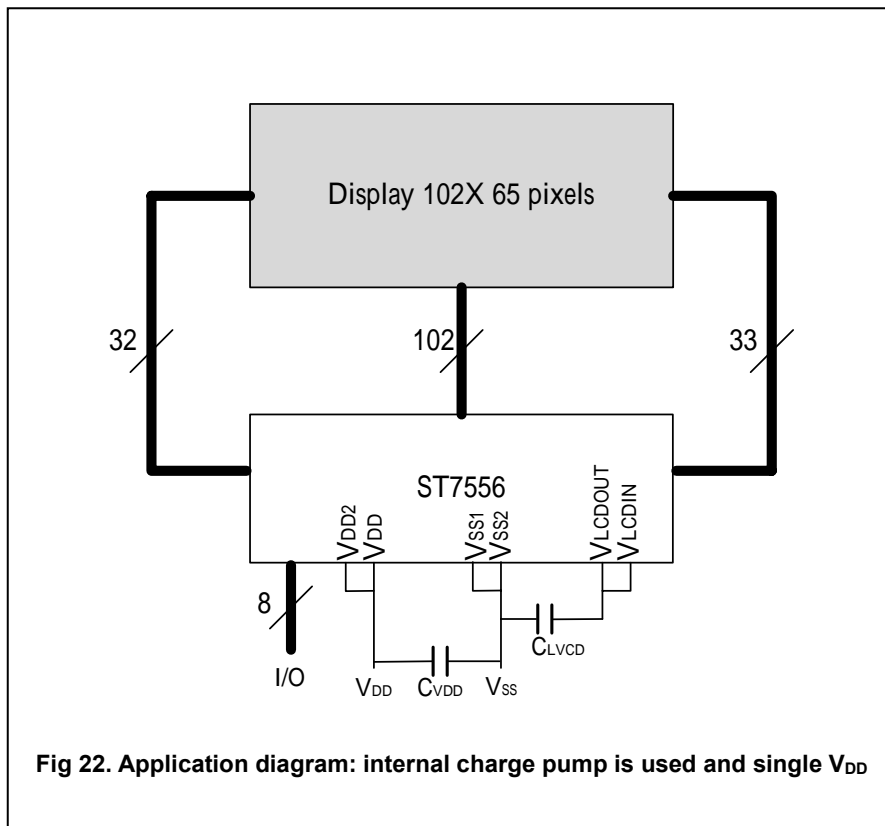 Display 102X 65 pixels
32
102
33
ST7556
VDD2
VDD
VSS1
VSS2
VLCDOUT
VLCDIN
8
I/O
VDD
CVDD
VSS
CLVCD
Fig 22. Application diagram: internal charge pump is used and single VDD